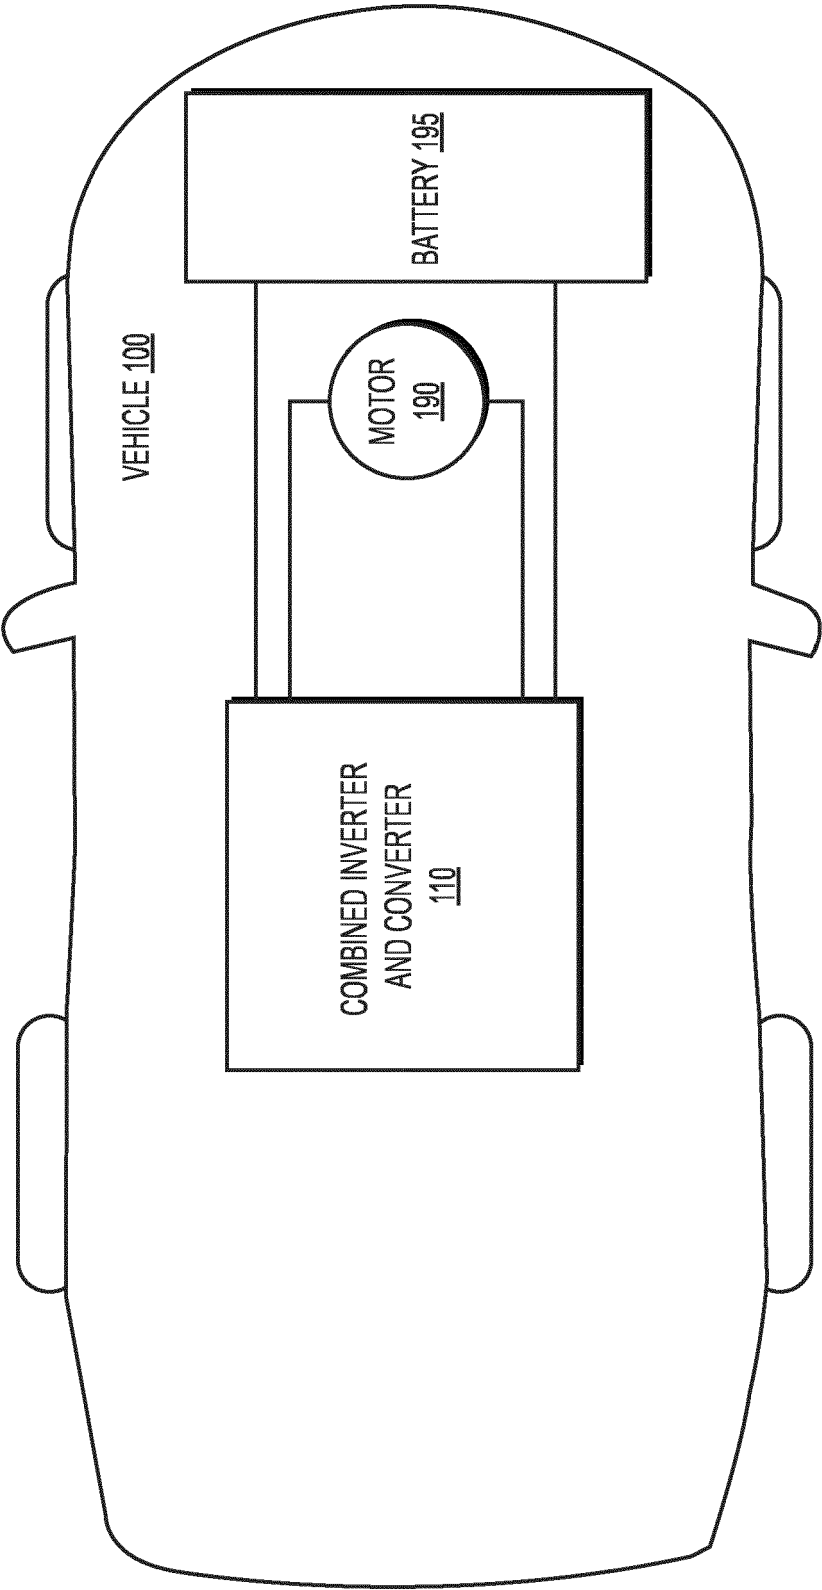 VEHICLE 100
COMBINED INVERTER
AND CONVERTER
110
MOTOR
190
BATTERY 195